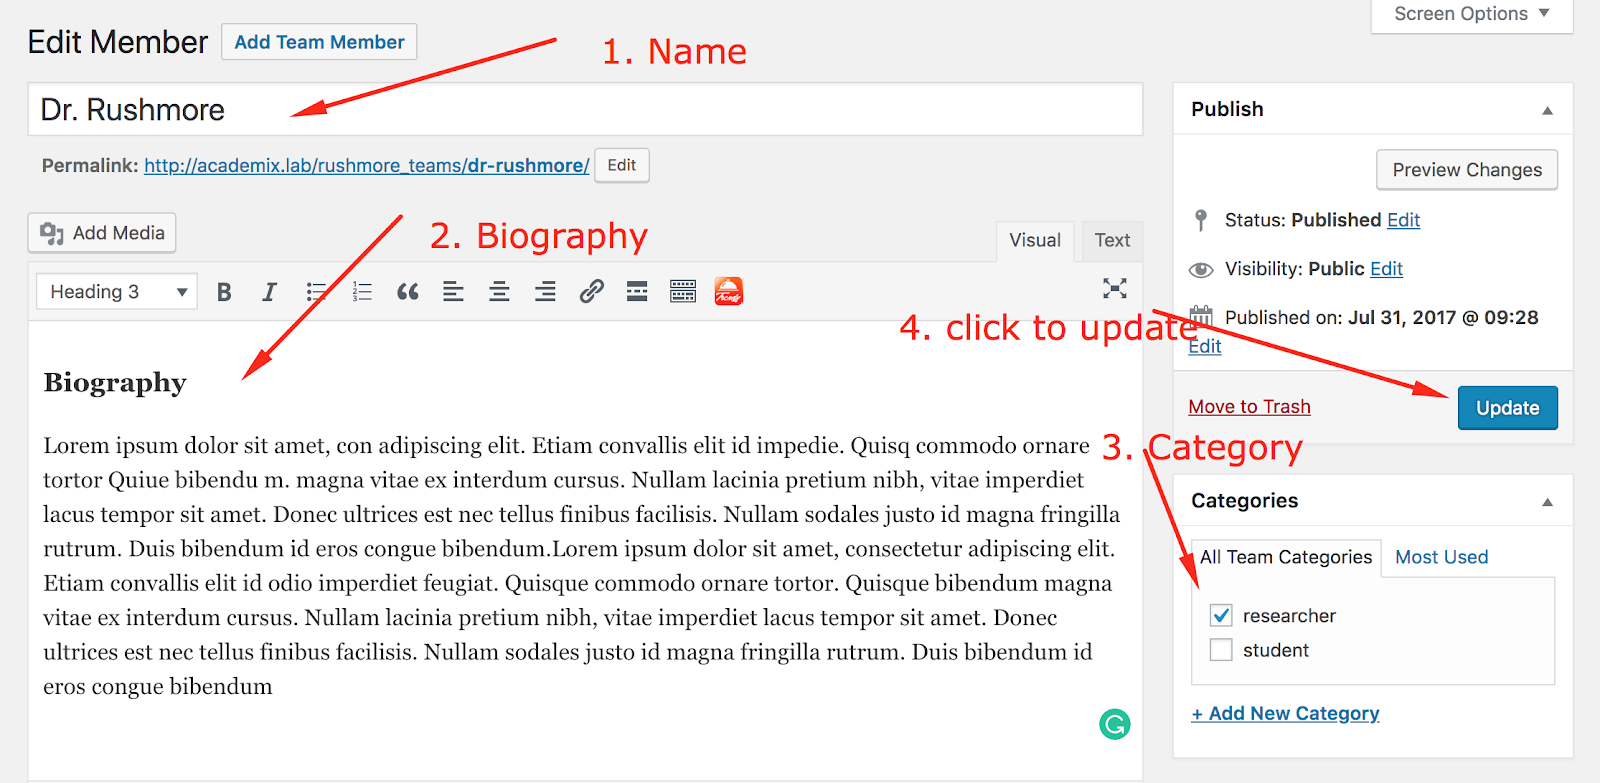 Screen Options
Edit Member Add Team Member
1. Name
Dr. Rushmore
Permalink: http://academix.lab/rushmore_teams/dr-rushmore/ Edit
Add Media
2. Biography
Visual Text
Heading 3
B I
Trendy
Biography
Lorem ipsum dolor sit amet, con adipiscing elit. Etiam convallis elit id impedie. Quisq commodo ornare
tortor Quiue bibendu m. magna vitae ex interdum cursus. Nullam lacinia pretium nibh, vitae imperdiet
lacus tempor sit amet. Donec ultrices est nec tellus finibus facilisis. Nullam sodales justo id magna fringilla
rutrum. Duis bibendum id eros congue bibendum.Lorem ipsum dolor sit amet, consectetur adipiscing elit.
Etiam convallis elit id odio imperdiet feugiat. Quisque commodo ornare tortor. Quisque bibendum magna
vitae ex interdum cursus. Nullam lacinia pretium nibh, vitae imperdiet lacus tempor sit amet. Donec
ultrices est nec tellus finibus facilisis. Nullam sodales justo id magna fringilla rutrum. Duis bibendum id
eros congue bibendum
Publish
Preview Changes
Status: Published Edit
Visibility: Public Edit
Published on: Jul 31, 2017 @ 09:28
Edit
4. click to update
Move to Trash
Update
3. Category
Categories
All Team Categories Most Used
researcher
student
+ Add New Category